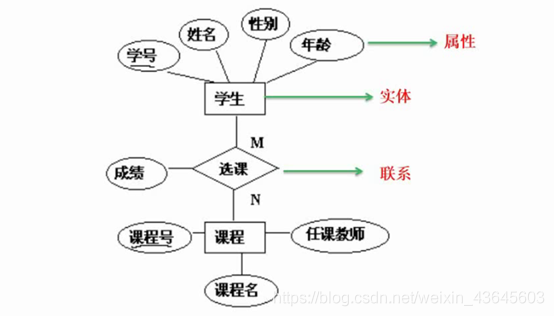 性别
姓名
年龄
属性
学号
学生
实体
M
成绩
选课
联系
N
课程号
课程
任课教师
课程名
https://blog.csdn.net/weixin_43645603